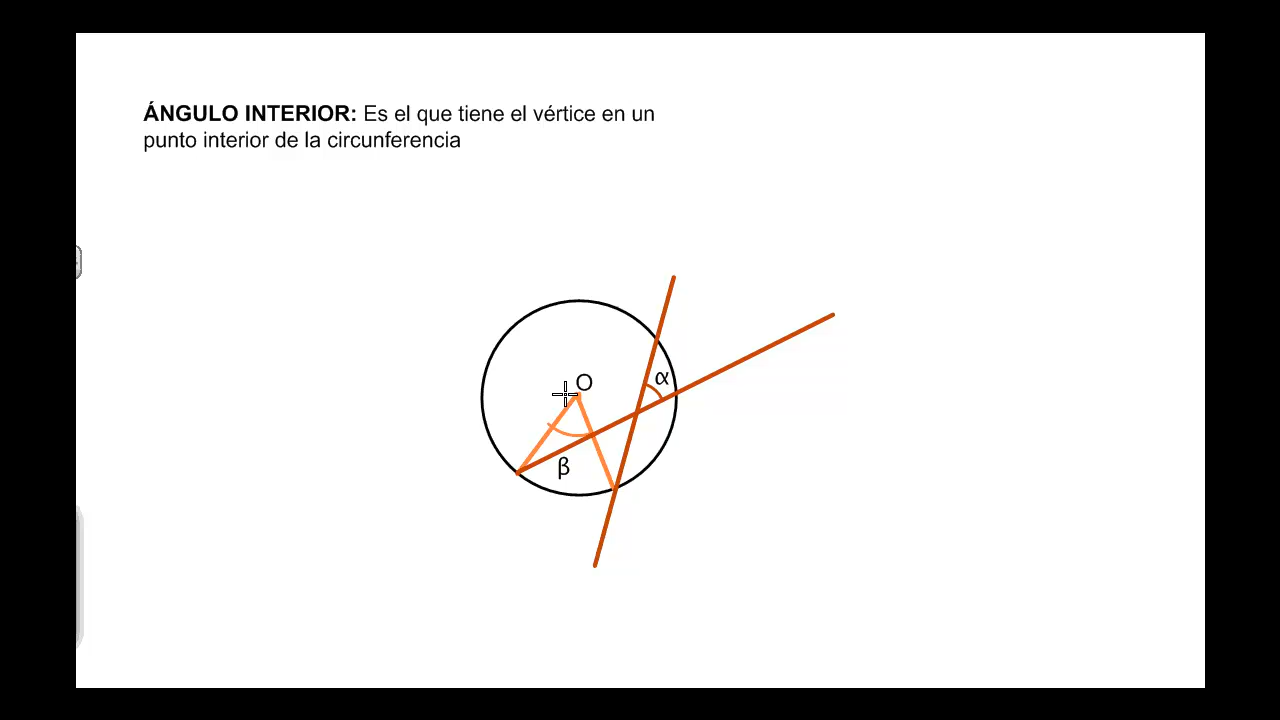 ÁNGULO INTERIOR: Es el que tiene el vértice en un
punto interior de la circunferencia
α
O
β